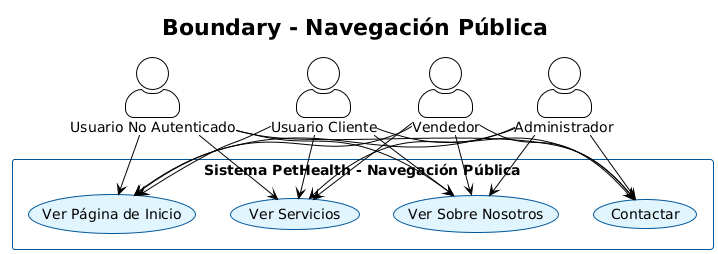 Boundary - Navegación Pública
Usuario No Autenticado
Usuario Cliente
Vendedor
Administrador
Sistema PetHealth - Navegación Pública
Ver Página de Inicio
Ver Servicios
Ver Sobre Nosotros
Contactar